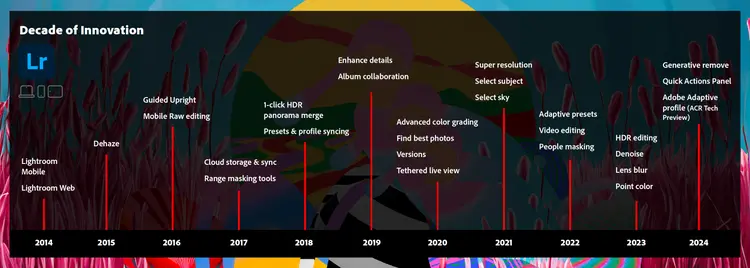 Decade of Innovation
Lr
Lightroom
Mobile
Lightroom Web
Dehaze
Guided Upright
Mobile Raw editing
Cloud storage & sync
Range masking tools
1-click HDR
panorama merge
Presets & profile syncing
Enhance details
Album collaboration
Advanced color grading
Find best photos
Versions
Tethered live view
Super resolution
Select subject
Select sky
Adaptive presets
Video editing
People masking
HDR editing
Denoise
Lens blur
Point color
Generative remove
Quick Actions Panel
Adobe Adaptive
profile (ACR Tech
Preview)
2014 2015 2016 2017 2018 2019 2020 2021 2022 2023 2024